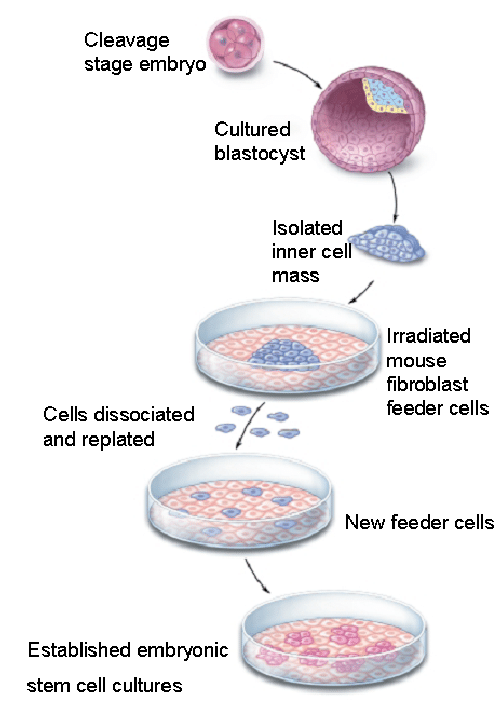 Cleavage
stage embryo
Cultured
blastocyst
Isolated
inner cell
mass
Irradiated
mouse
fibroblast
feeder cells
Cells dissociated
and replated
New feeder cells
Established embryonic
stem cell cultures